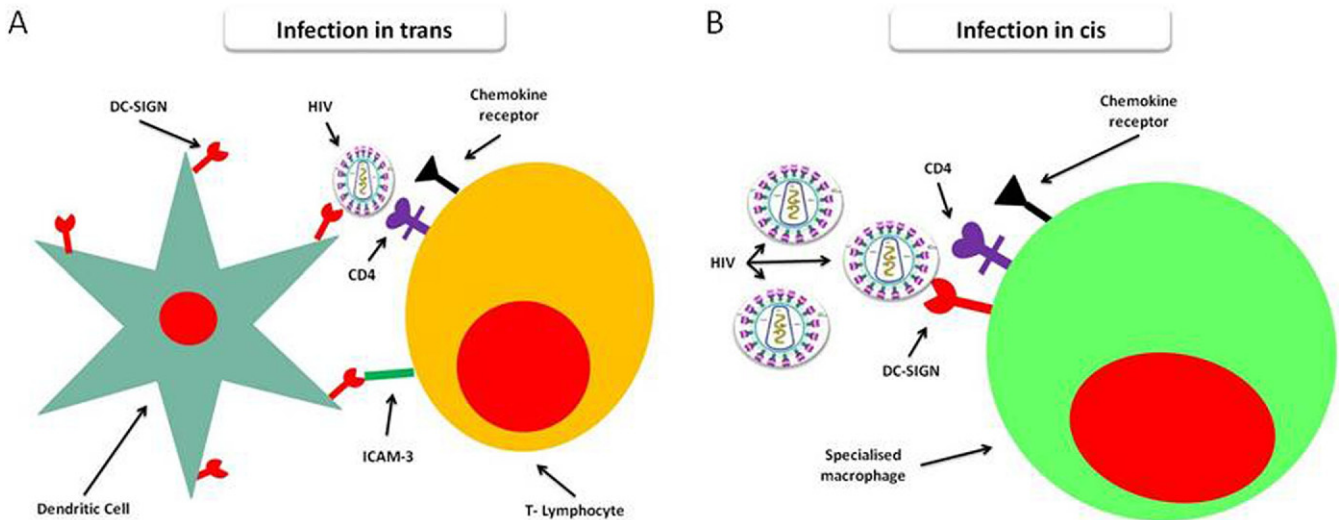 A
Infection in trans
DC-SIGN
HIV
Chemokine
receptor
CD4
ICAM-3
Dendritic Cell
T- Lymphocyte
B
Infection in cis
Chemokine
receptor
CD4
HIV
DC-SIGN
Specialised
macrophage